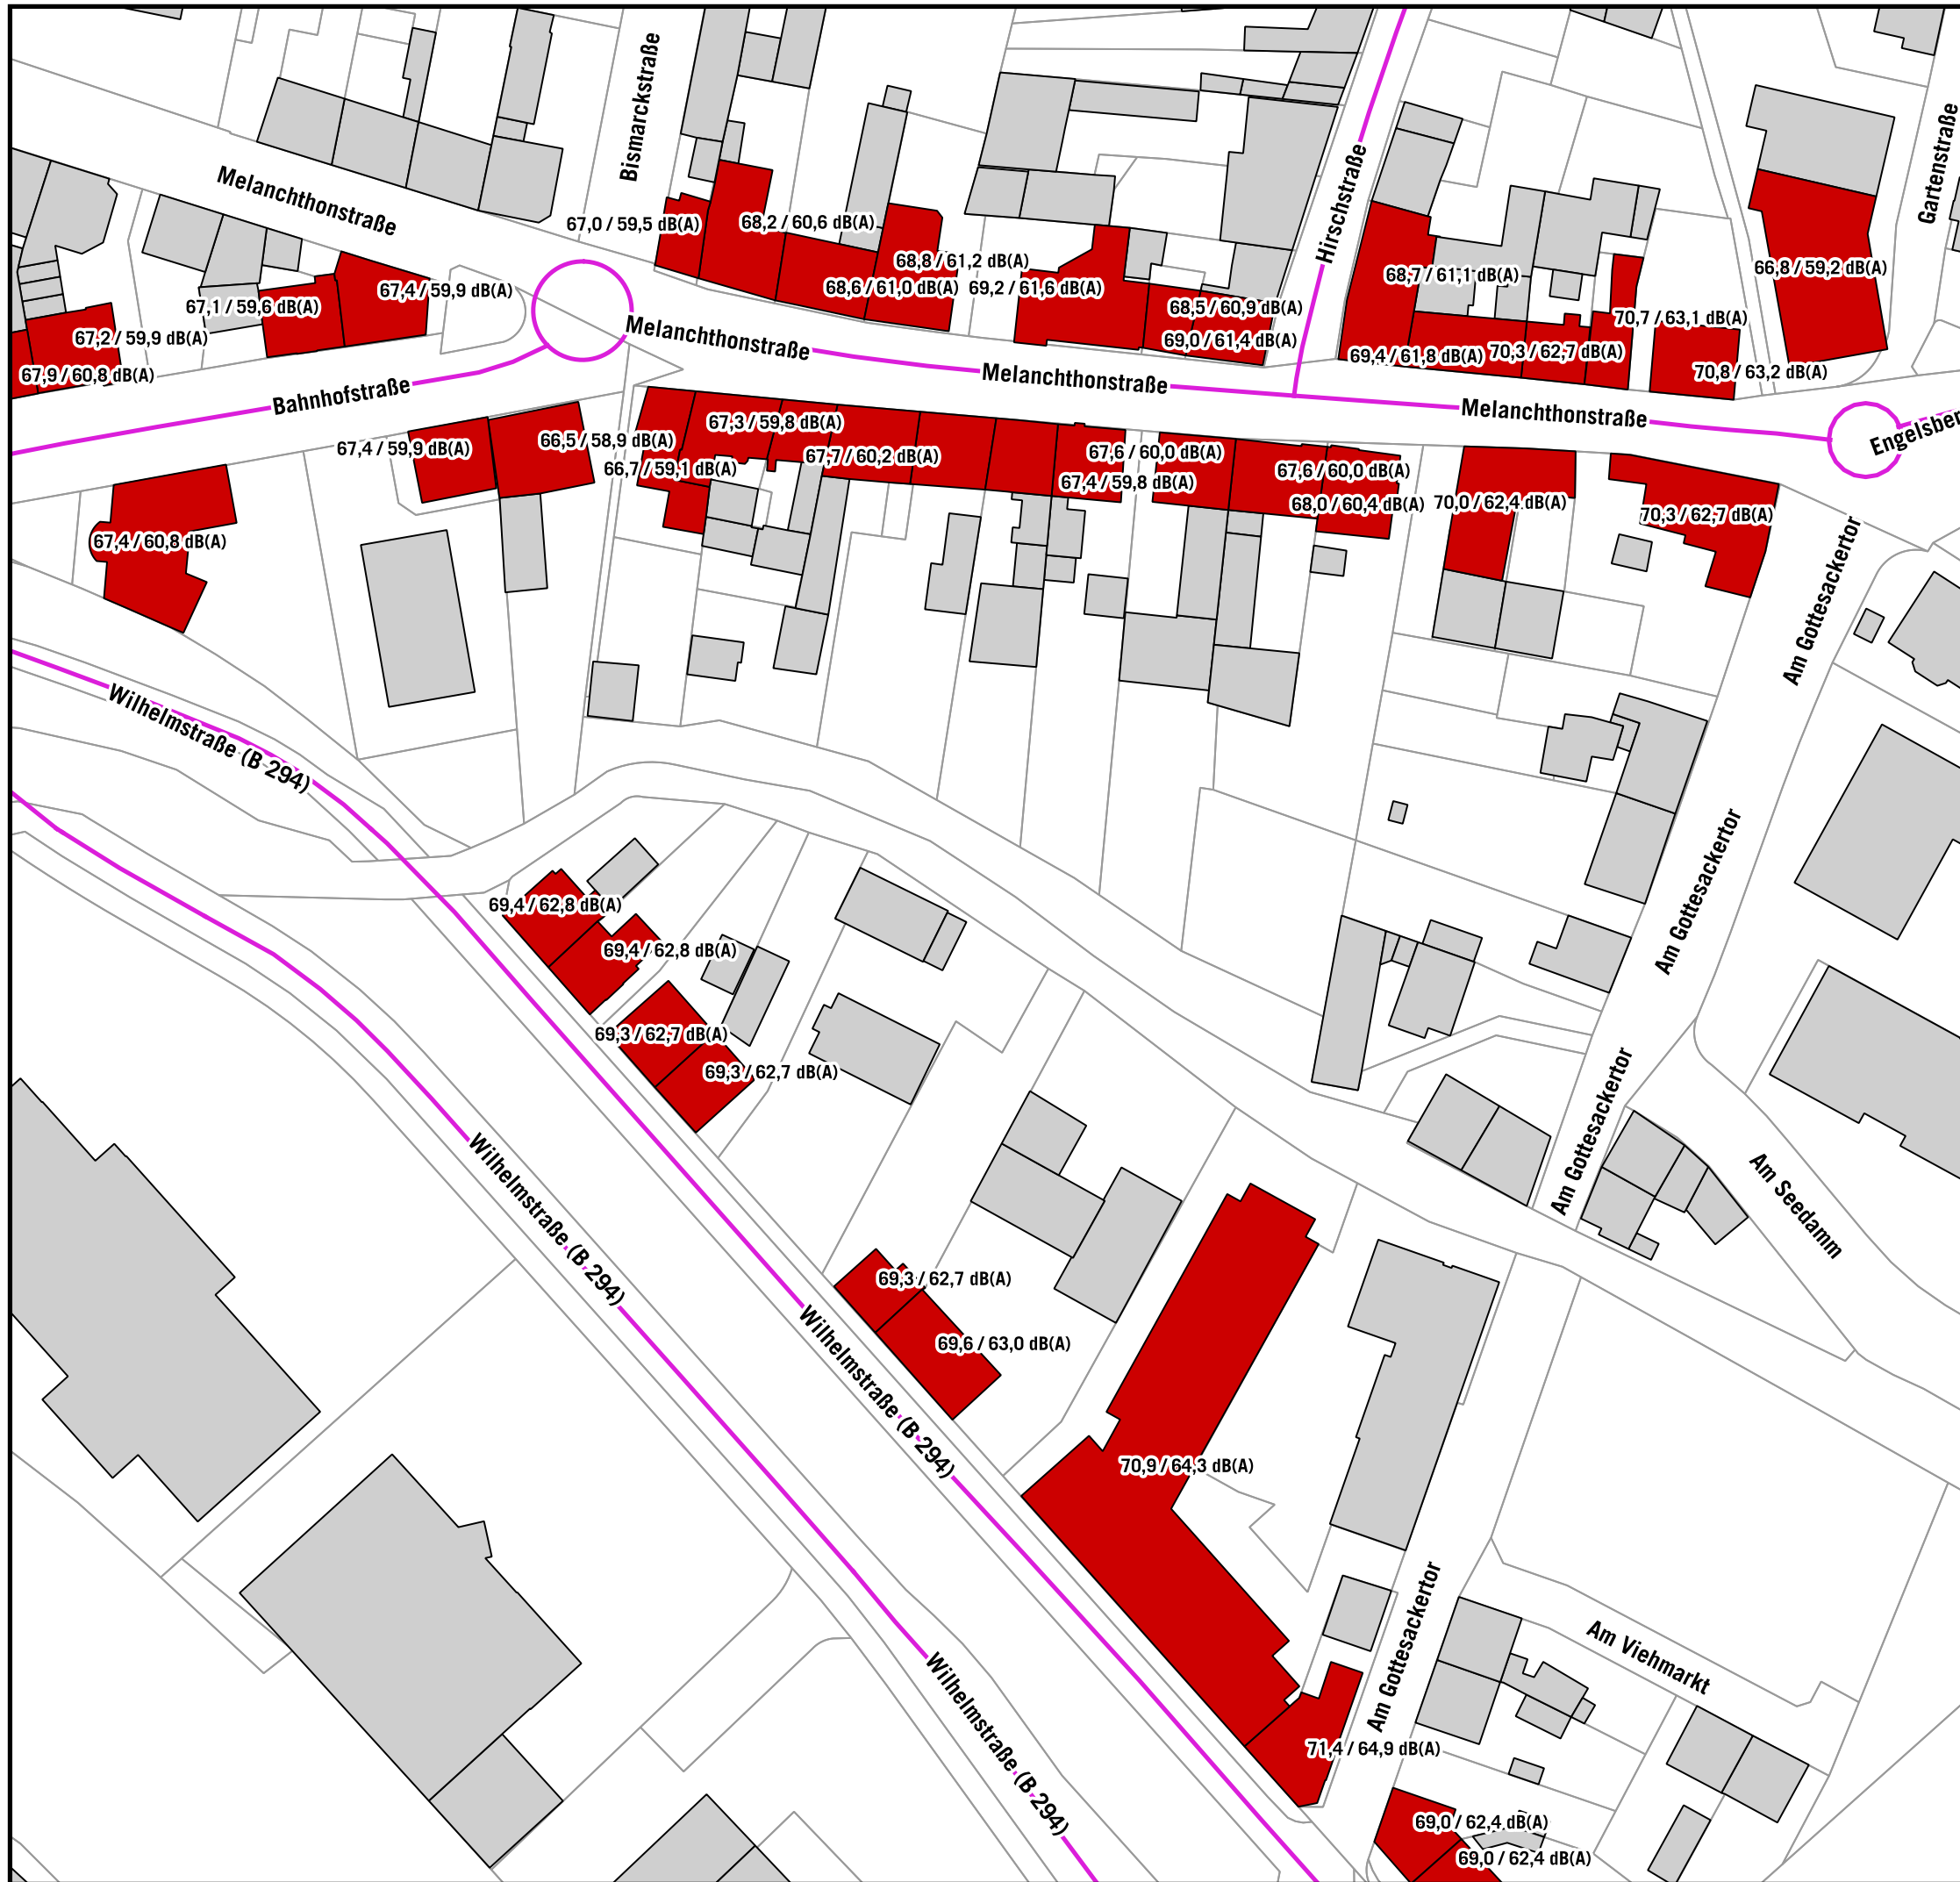 Bismarckstraße
Gartenstraße
Melanchthonstraße
Hirschstraße
67,0 / 59,5 dB(A)
68,2 / 60,6 dB(A)
68,8 / 61,2 dB(A)
68,7 / 61,1 dB(A)
66,8 / 59,2 dB(A)
67,4 / 59,9 dB(A)
68,6 / 61,0 dB(A)
69,2 / 61,6 dB(A)
67,1 / 59,6 dB(A)
68,5 / 60,9 dB(A)
70,7 / 63,1 dB(A)
67,2 / 59,9 dB(A)
Melanchthonstraße
69,0 / 61,4 dB(A)
69,4 / 61,8 dB(A)
70,3 / 62,7 dB(A)
67,9 / 60,8 dB(A)
Melanchthonstraße
70,8 / 63,2 dB(A)
Bahnhofstraße
Melanchthonstraße
67,3 / 59,8 dB(A)
67,4 / 59,9 dB(A)
66,5 / 58,9 dB(A)
67,7 / 60,2 dB(A)
67,6 / 60,0 dB(A)
66,7 / 59,1 dB(A)
67,6 / 60,0 dB(A)
67,4 / 59,8 dB(A)
68,0 / 60,4 dB(A)
70,0 / 62,4 dB(A)
70,3 / 62,7 dB(A)
67,4 / 60,8 dB(A)
Am Gottesackertor
Wilhelmstraße (B 294)
Am Gottesackertor
69,4 / 62,8 dB(A)
69,4 / 62,8 dB(A)
69,3 / 62,7 dB(A)
69,3 / 62,7 dB(A)
Am Gottesackertor
Am Seedamm
Wilhelmstraße (B 294)
69,3 / 62,7 dB(A)
69,6 / 63,0 dB(A)
Wilhelmstraße (B 294)
70,9 / 64,3 dB(A)
Am Gottesackertor
Am Viehmarkt
Wilhelmstraße (B 294)
71,4 / 64,9 dB(A)
69,0 / 62,4 dB(A)
69,0 / 62,4 dB(A)